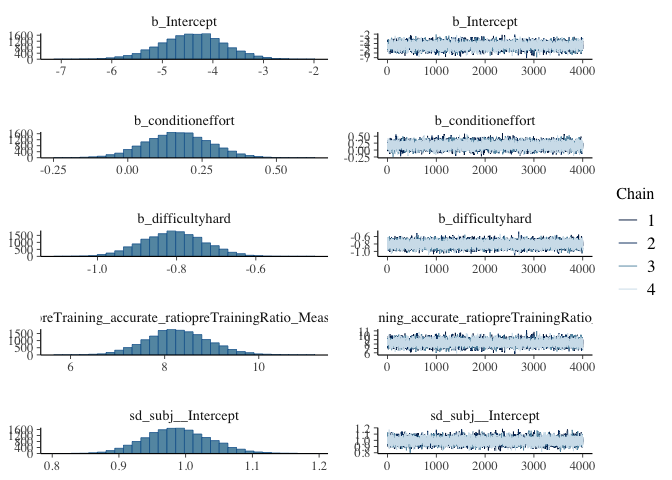 b_Intercept
1600
1200
800
400
0
-7 -6 -5 -4 -3 -2
b_Intercept
-2
-3
-4
-5
-6
-7
0 1000 2000 3000 4000
b_conditioneffort
1600
1200
800
400
0
-0.25 0.00 0.25 0.50
b_conditioneffort
0.50
0.25
0.00
-0.25
0 1000 2000 3000 4000
b_difficultyhard
1500
1000
500
0
-1.0 -0.8 -0.6
b_difficultyhard
-0.6
-0.8
-1.0
0 1000 2000 3000 4000
reTraining_accurate_ratiopreTrainingRatio_Meas
1500
1000
500
0
6 8 10
ning_accurate_ratiopreTrainingRatio_
11
10
9
8
7
6
0 1000 2000 3000 4000
sd_subj__Intercept
1600
1200
800
400
0
0.8 0.9 1.0 1.1 1.2
sd_subj__Intercept
1.2
1.1
1.0
0.9
0.8
0 1000 2000 3000 4000
Chain
1
2
3
4